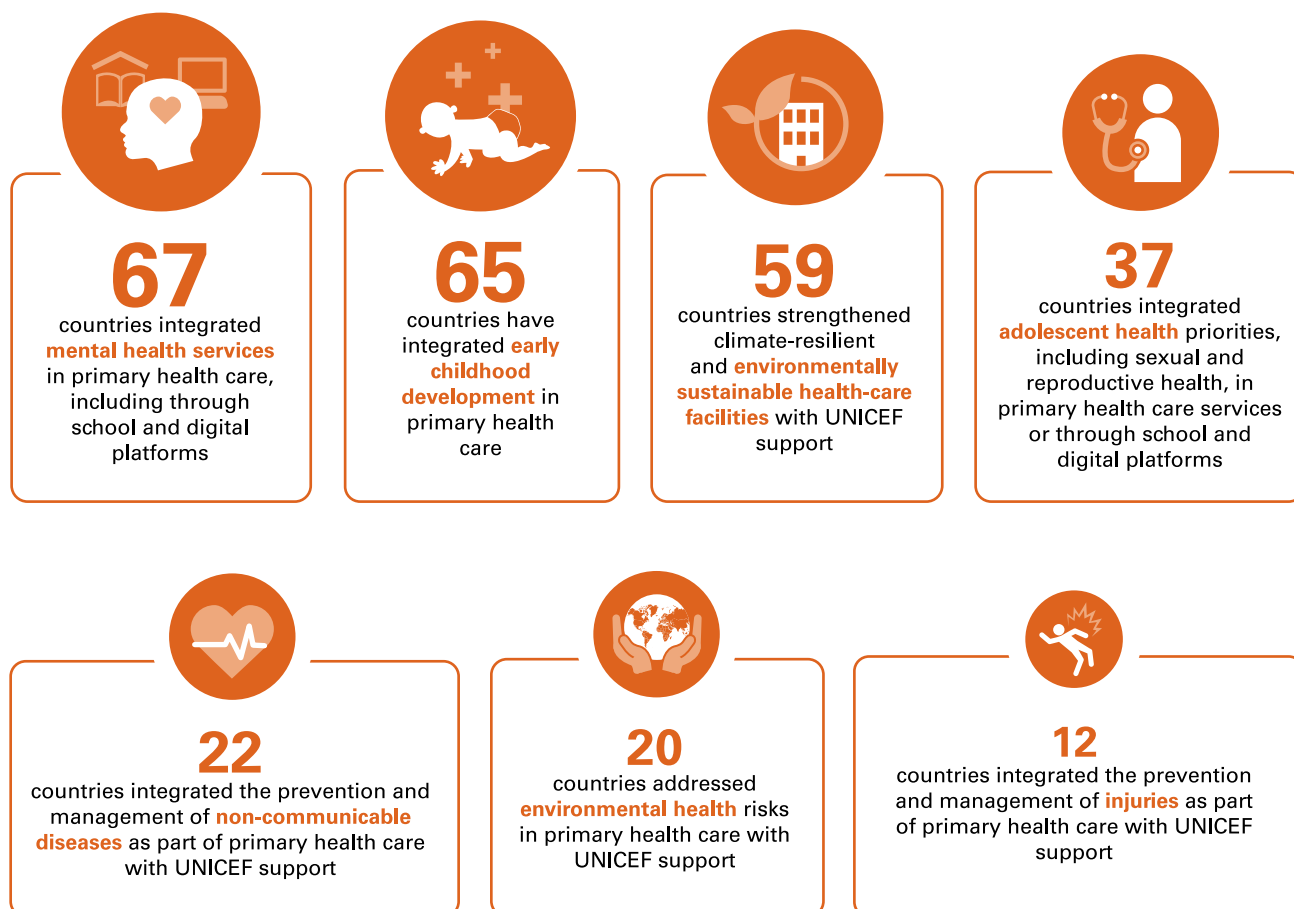 67
countries integrated
mental health services
in primary health care,
including through
school and digital
platforms
65
countries have
integrated early
childhood
development in
primary health
care
59
countries strengthened
climate-resilient
and environmentally
sustainable health-care
facilities with UNICEF
support
37
countries integrated
adolescent health priorities,
including sexual and
reproductive health, in
primary health care services
or through school and
digital platforms
22
countries integrated the prevention and
management of non-communicable
diseases as part of primary health care
with UNICEF support
20
countries addressed
environmental health risks
in primary health care with
UNICEF support
12
countries integrated the prevention
and management of injuries as part
of primary health care with UNICEF
support